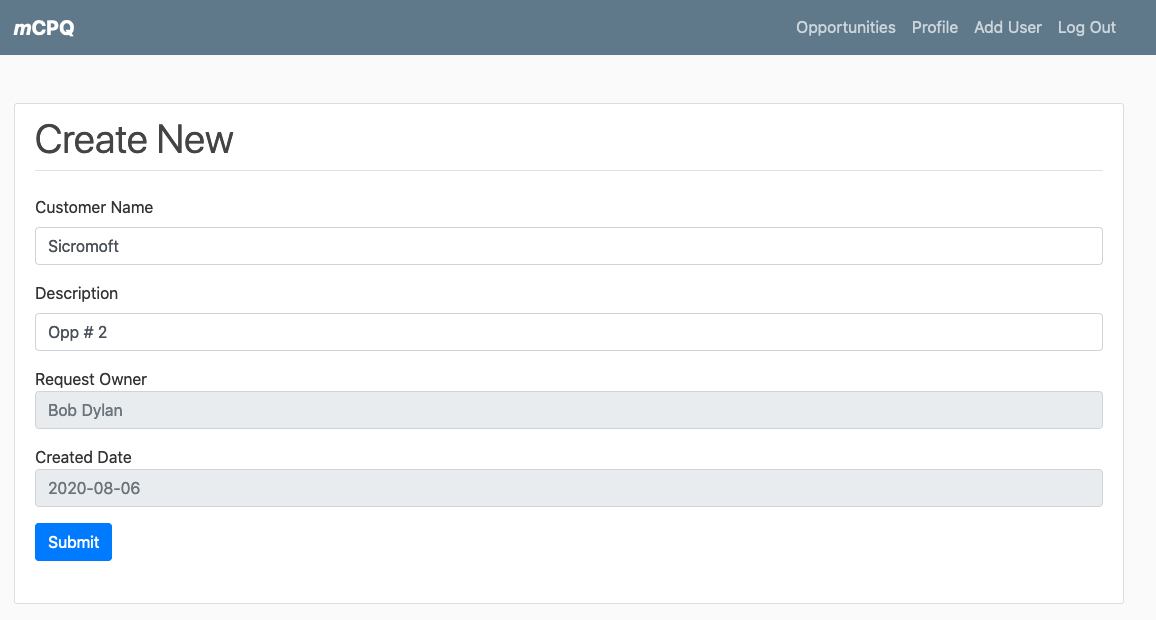 mCPQ
Opportunities Profile Add User Log Out
Create New
Customer Name
Sicromoft
Description
Opp # 2
Request Owner
Bob Dylan
Created Date
2020-08-06
Submit